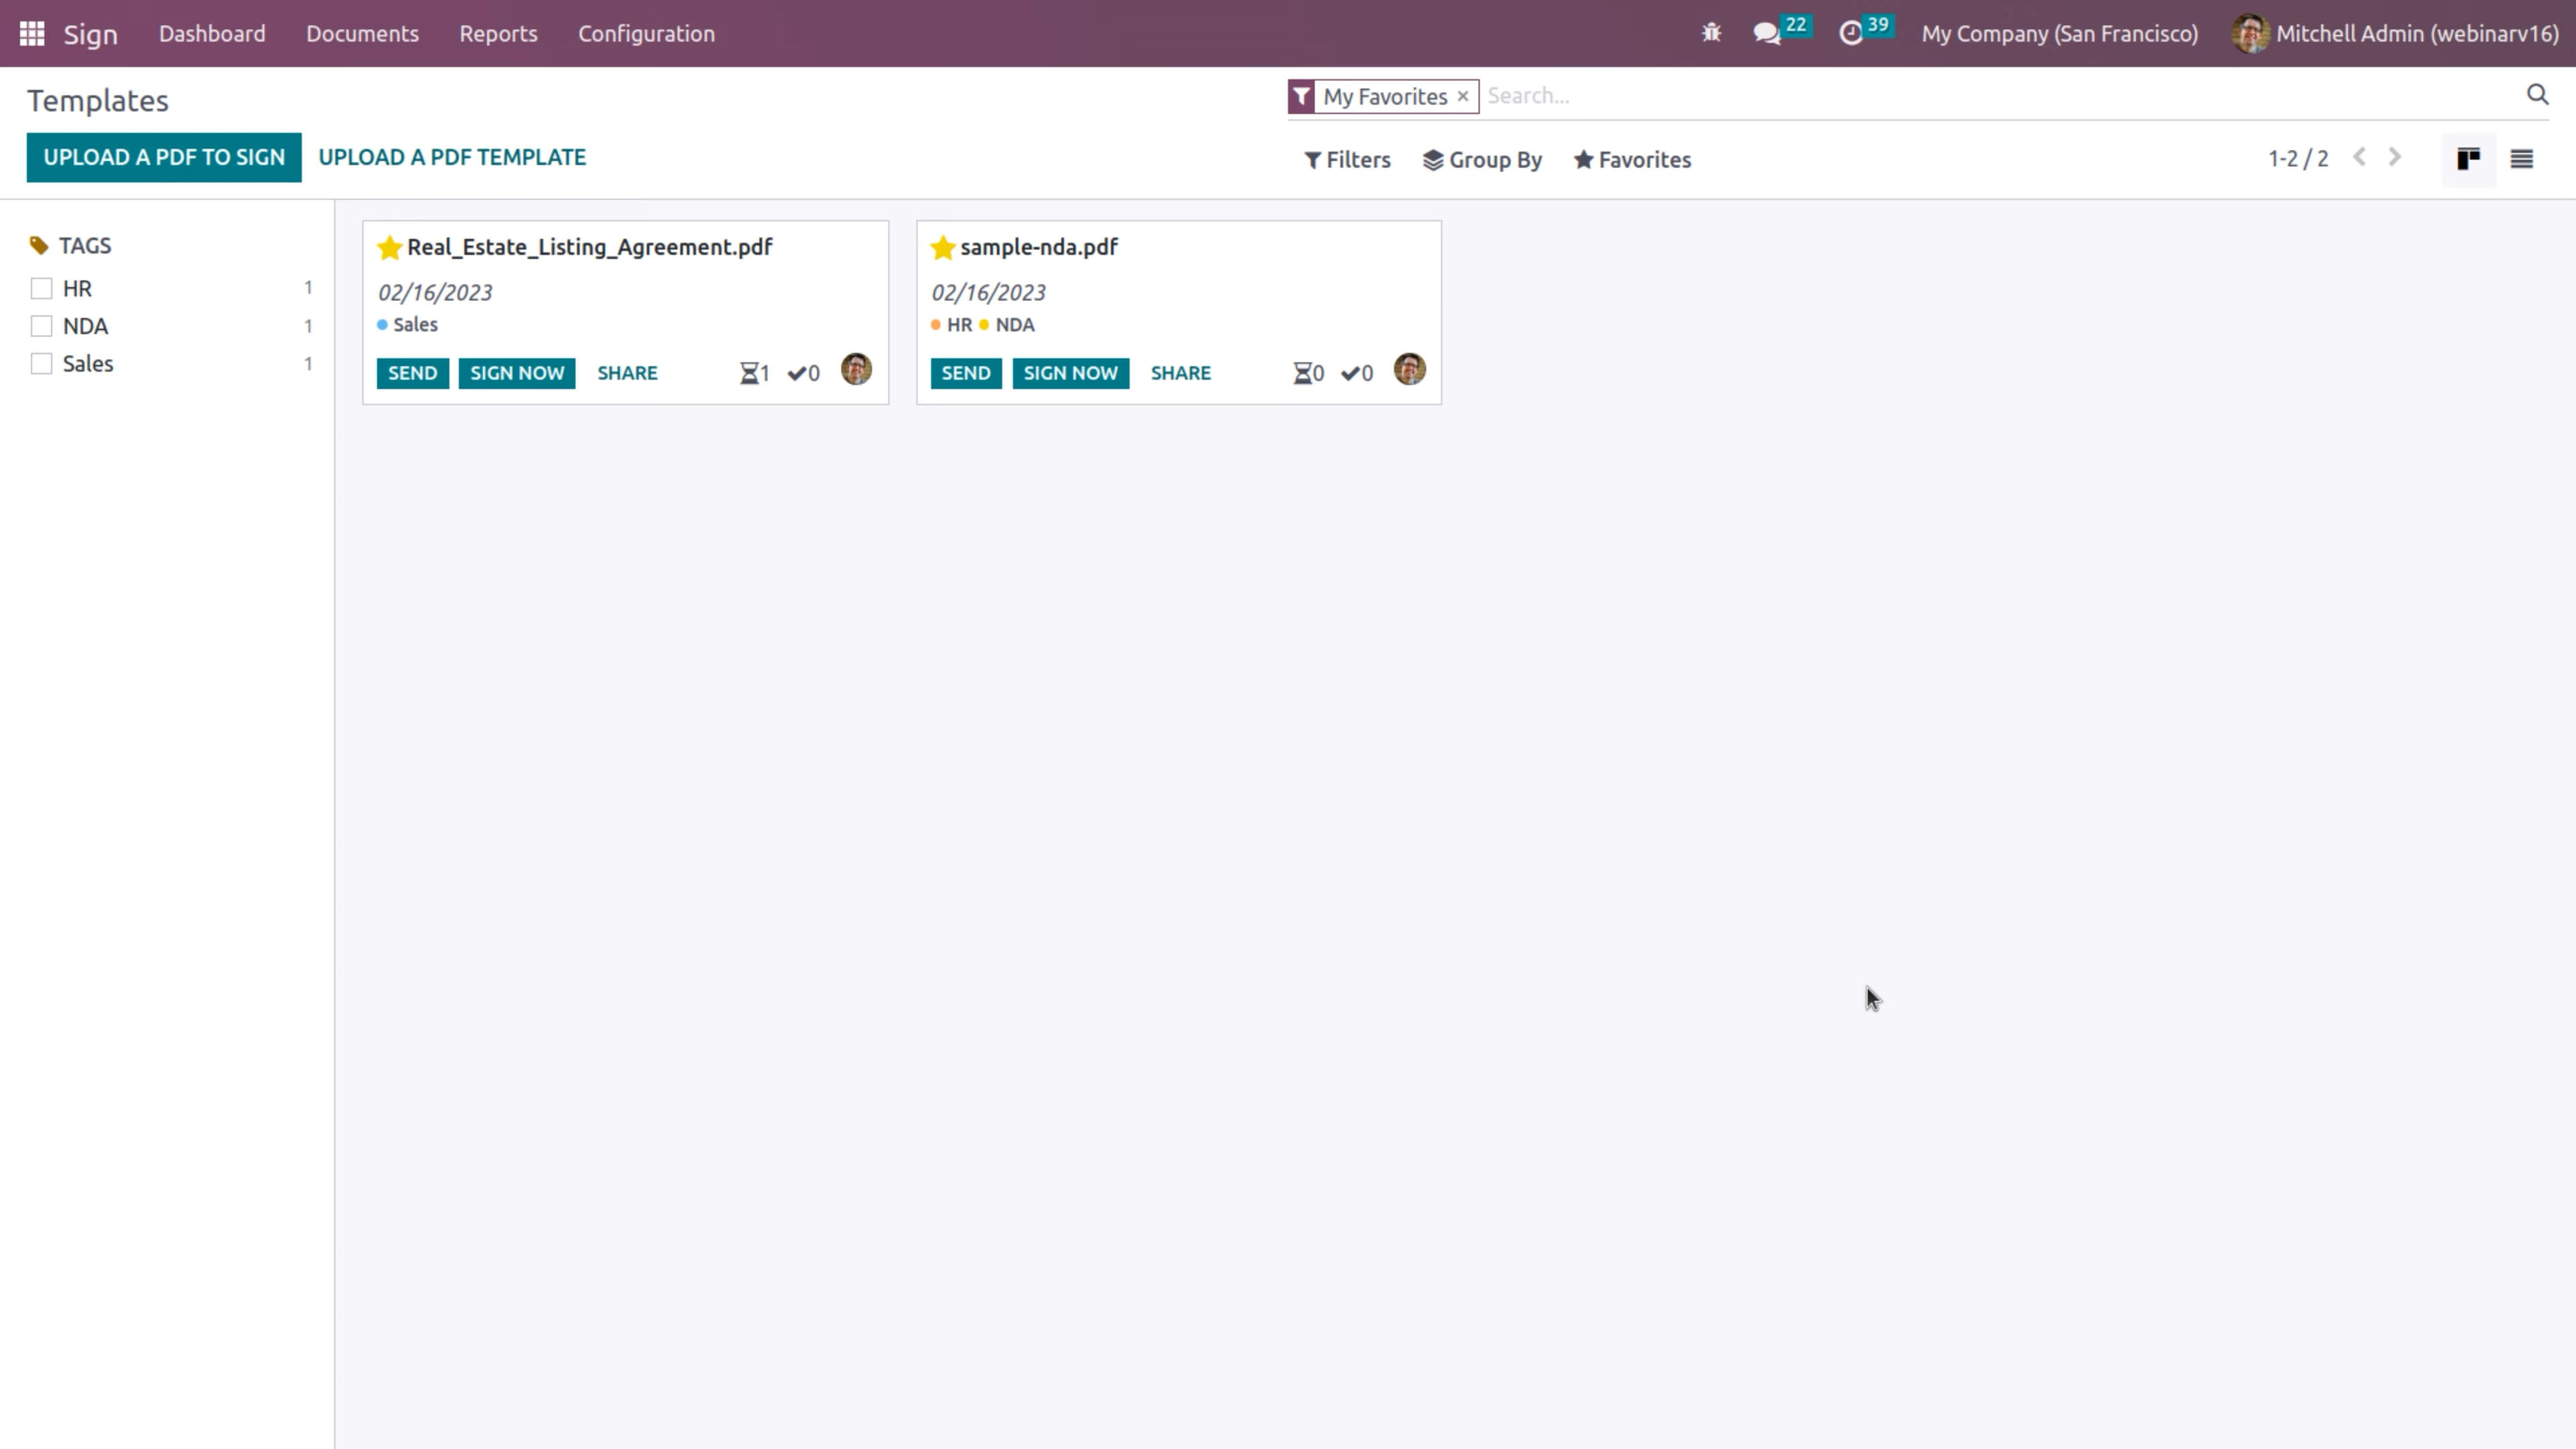 Sign Dashboard Documents Reports Configuration 22 39 My Company (San Francisco) Mitchell Admin (webinarv16)
Templates
My Favorites × Search...
UPLOAD A PDF TO SIGN UPLOAD A PDF TEMPLATE
Filters Group By Favorites 1-2 / 2
TAGS
HR 1
NDA 1
Sales 1
Real_Estate_Listing_Agreement.pdf
02/16/2023
Sales
SEND SIGN NOW SHARE 1 0
sample-nda.pdf
02/16/2023
HR NDA
SEND SIGN NOW SHARE 0 0